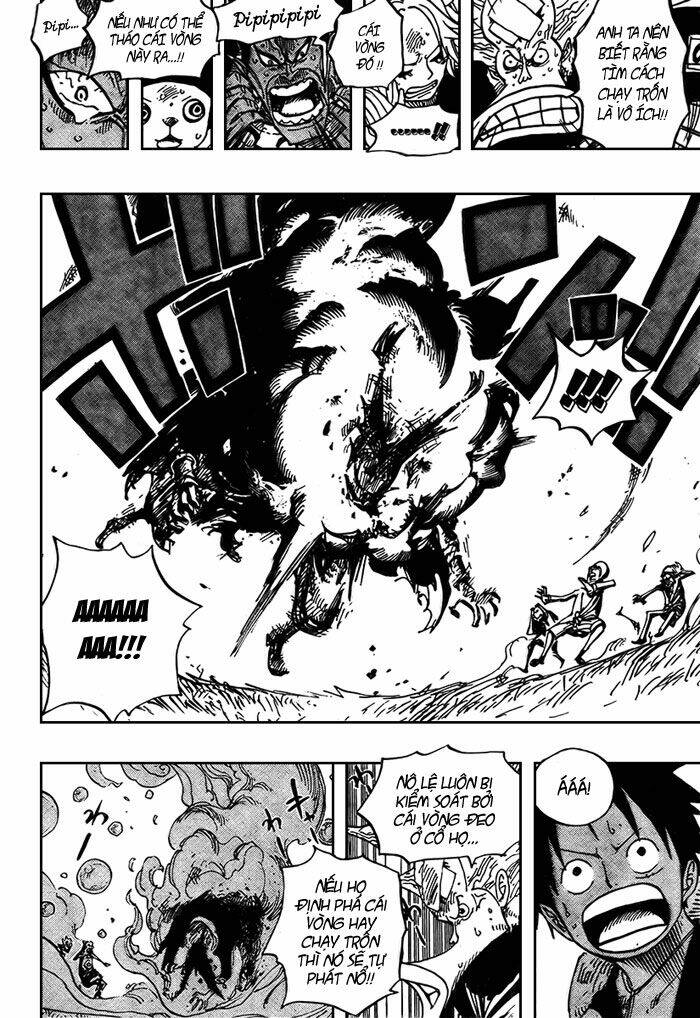 ANH TA NÊN
BIẾT RẰNG
TÌM CÁCH
CHẠY TRỐN
LÀ VÔ ÍCH!!
CÁI
VÒNG
ĐÓ !!
••••••!!
Pipipipipi
NẾU NHƯ CÓ THỂ
THÁO CÁI VÒNG
NÀY RA...!!
Pipi...
!!!
AAAAAA
AAA!!!
ÁÁÁ!
NÔ LỆ LUÔN BỊ
KIỂM SOÁT BỞI
CÁI VÒNG ĐEO
Ở CỔ HỌ...
NẾU HỌ
ĐỊNH PHÁ CÁI
VÒNG HAY
CHẠY TRỐN
THÌ NÓ SẼ TỰ
PHÁT NỔ!!